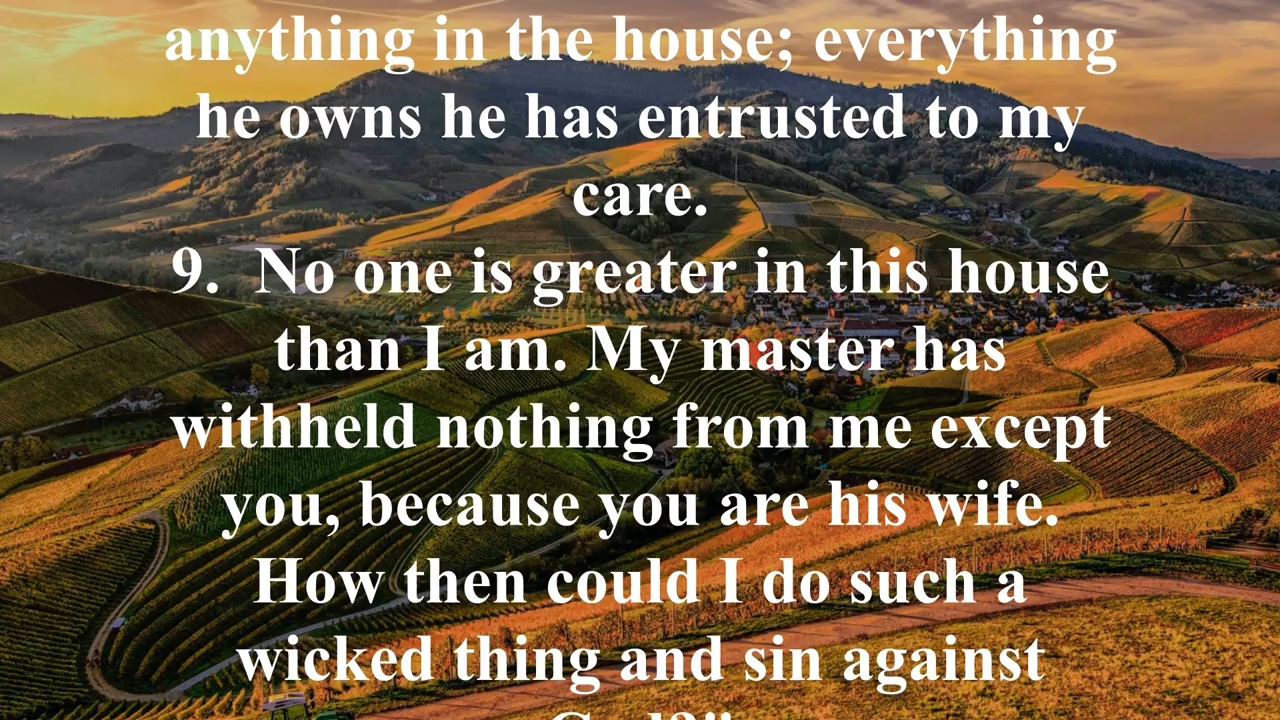 anything in the house; everything
he owns he has entrusted to my
care.
9. No one is greater in this house
than I am. My master has
withheld nothing from me except
you, because you are his wife.
How then could I do such a
wicked thing and sin against
God?"